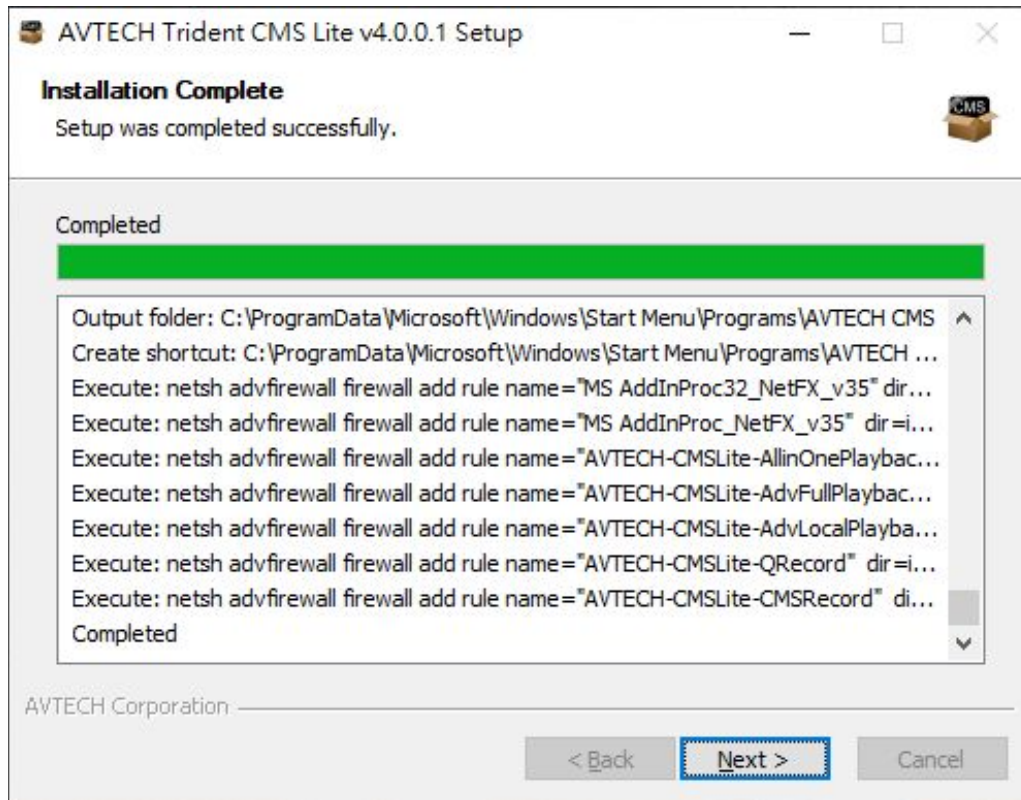 AVTECH Trident CMS Lite v4.0.0.1 Setup
Installation Complete
Setup was completed successfully.
CMS
Completed
Output folder: C:\ProgramData\Microsoft\Windows\Start Menu\Programs\AVTECH CMS
Create shortcut: C:\ProgramData\Microsoft\Windows\Start Menu\Programs\AVTECH ...
Execute: netsh advfirewall firewall add rule name="MS AddInProc32_NetFX_v35" dir...
Execute: netsh advfirewall firewall add rule name="MS AddInProc_NetFX_v35"  dir=i...
Execute: netsh advfirewall firewall add rule name="AVTECH-CMSLite-AllinOnePlaybac...
Execute: netsh advfirewall firewall add rule name="AVTECH-CMSLite-AdvFullPlaybac...
Execute: netsh advfirewall firewall add rule name="AVTECH-CMSLite-AdvLocalPlayba...
Execute: netsh advfirewall firewall add rule name="AVTECH-CMSLite-QRecord"  dir=i...
Execute: netsh advfirewall firewall add rule name="AVTECH-CMSLite-CMSRecord"  di...
Completed
AVTECH Corporation
< Back
Next >
Cancel